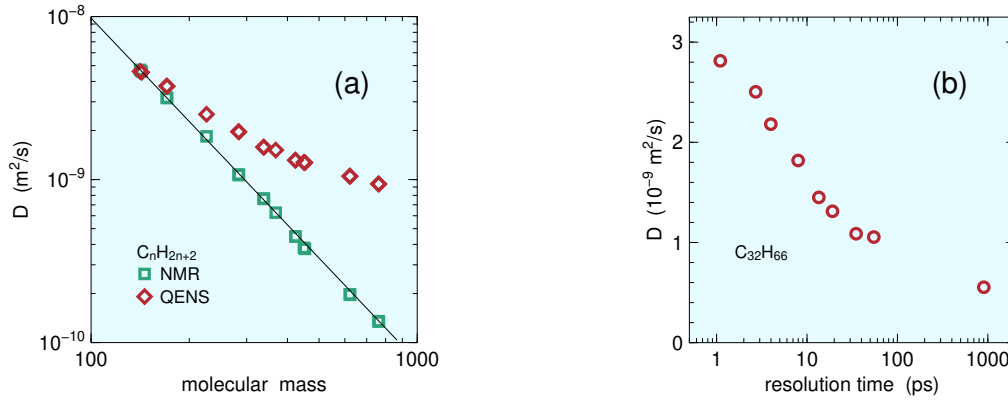 (a)
D (m²/s)
10⁻⁸
10⁻⁹
10⁻¹⁰
CₙH₂ₙ₊₂
NMR
QENS
100
1000
molecular mass
(b)
D (10⁻⁹ m²/s)
3
2
1
0
C₃₂H₆₆
1
10
100
1000
resolution time (ps)